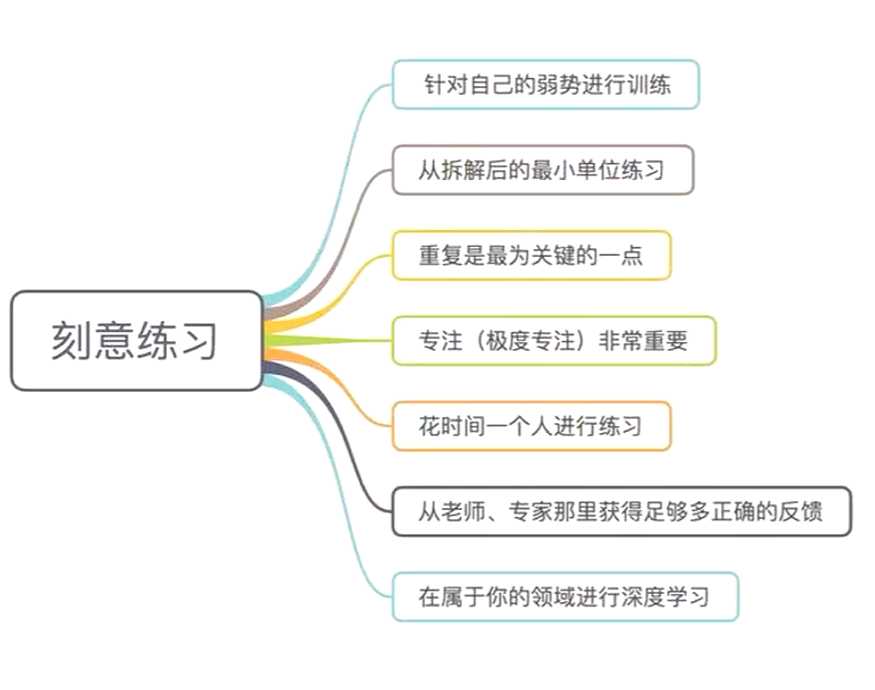 刻意练习
针对自己的弱势进行训练
从拆解后的最小单位练习
重复是最为关键的一点
专注（极度专注）非常重要
花时间一个人进行练习
从老师、专家那里获得足够多正确的反馈
在属于你的领域进行深度学习